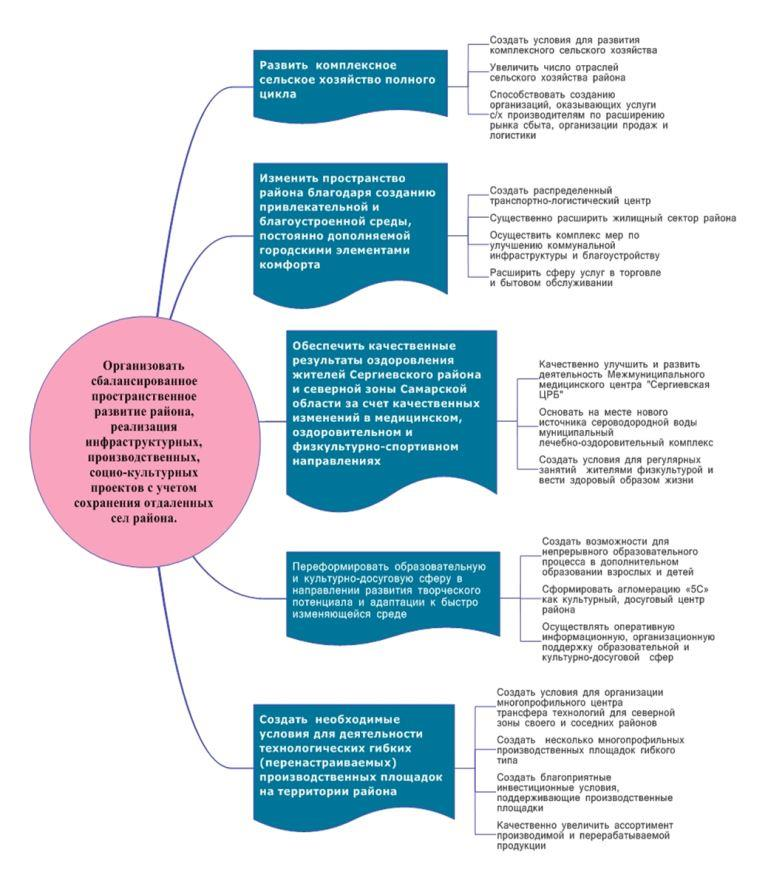 Организовать
сбалансированное
пространственное
развитие района,
реализация
инфраструктурных,
производственных,
социо-культурных
проектов с учетом
сохранения отдаленных
сел района.
Развить комплексное
сельское хозяйство полного
цикла
Создать условия для развития
комплексного сельского хозяйства
Увеличить число отраслей
сельского хозяйства района
Способствовать созданию
организаций, оказывающих услуги
с/х производителям по расширению
рынка сбыта, организации продаж и
логистики
Изменить пространство
района благодаря созданию
привлекательной и
благоустроенной среды,
постоянно дополняемой
городскими элементами
комфорта
Создать распределенный
транспортно-логистический центр
Существенно расширить жилищный сектор района
Осуществить комплекс мер по
улучшению коммунальной
инфраструктуры и благоустройству
Расширить сферу услуг в торговле
и бытовом обслуживании
Обеспечить качественные
результаты оздоровления
жителей Сергиевского района
и северной зоны Самарской
области за счет качественных
изменений в медицинском,
оздоровительном и
физкультурно-спортивном
направлениях
Качественно улучшить и развить
деятельность Межмуниципального
медицинского центра "Сергиевская
ЦРБ"
Основать на месте нового
источника сероводородной воды
муниципальный
лечебно-оздоровительный комплекс
Создать условия для регулярных
занятий жителями физкультурой и
вести здоровый образом жизни
Переформировать образовательную
и культурно-досуговую сферу в
направлении развития творческого
потенциала и адаптации к быстро
изменяющейся среде
Создать возможности для
непрерывного образовательного
процесса в дополнительном
образовании взрослых и детей
Сформировать агломерацию «5С»
как культурный, досуговый центр
района
Осуществлять оперативную
информационную, организационную
поддержку образовательной и
культурно-досуговой сфер
Создать необходимые
условия для деятельности
технологических гибких
(перенастраиваемых)
производственных площадок
на территории района
Создать условия для организации
многопрофильного центра
трансфера технологий для северной
зоны своего и соседних районов
Создать несколько многопрофильных
производственных площадок гибкого
типа
Создать благоприятные
инвестиционные условия,
поддерживающие производственные
площадки
Качественно увеличить ассортимент
производимой и перерабатываемой
продукции